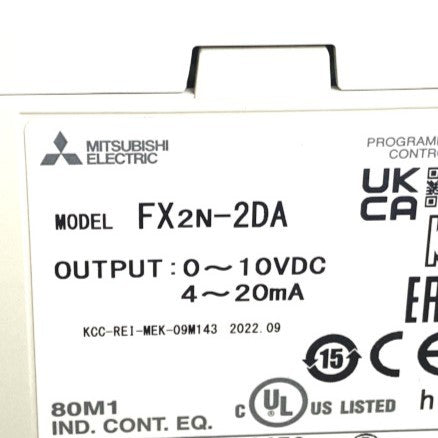 MITSUBISHI
ELECTRIC
PROGRAM
CONTRO
UK
CA
MODEL FX2N-2DA
OUTPUT:0～10VDC
4～20mA
KCC-REI-MEK-09M143 2022.09
EAC
15
CE
80M1
IND. CONT. EQ.
C UL US LISTED